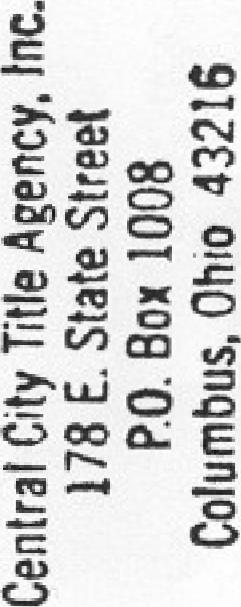 Central City Title Agency, Inc.
178 E. State Street
P.O. Box 1008
Columbus, Ohio 43216